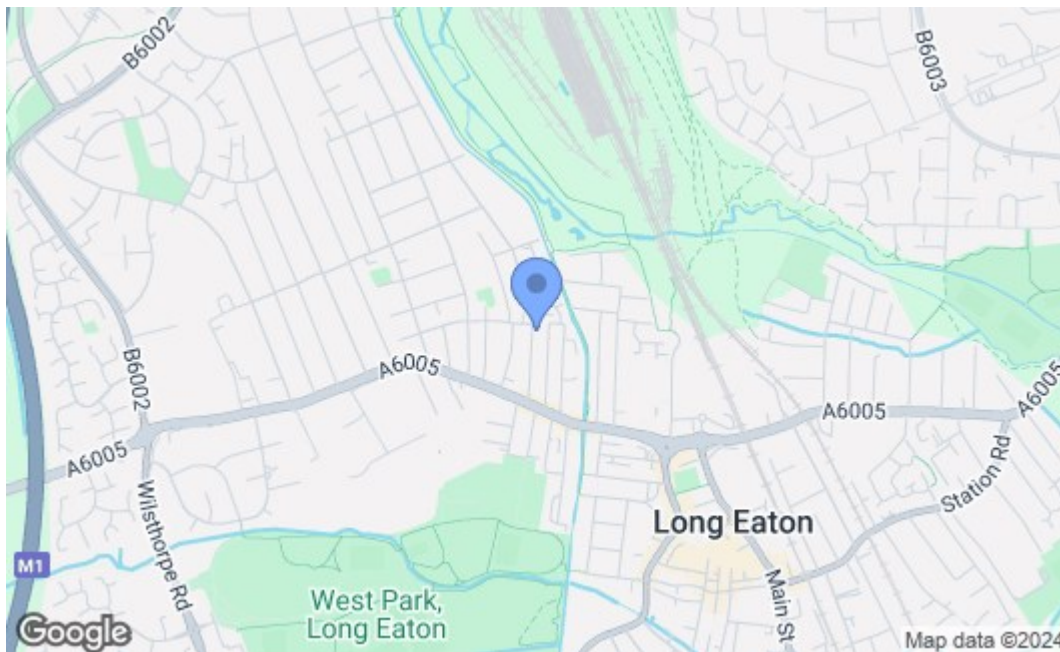 B6002
B6003
A6005
B6002
A6005
A6005
A6005
Station Rd
Wilsthorpe Rd
Long Eaton
M1
West Park,
Long Eaton
Main St
Google
Map data ©2024